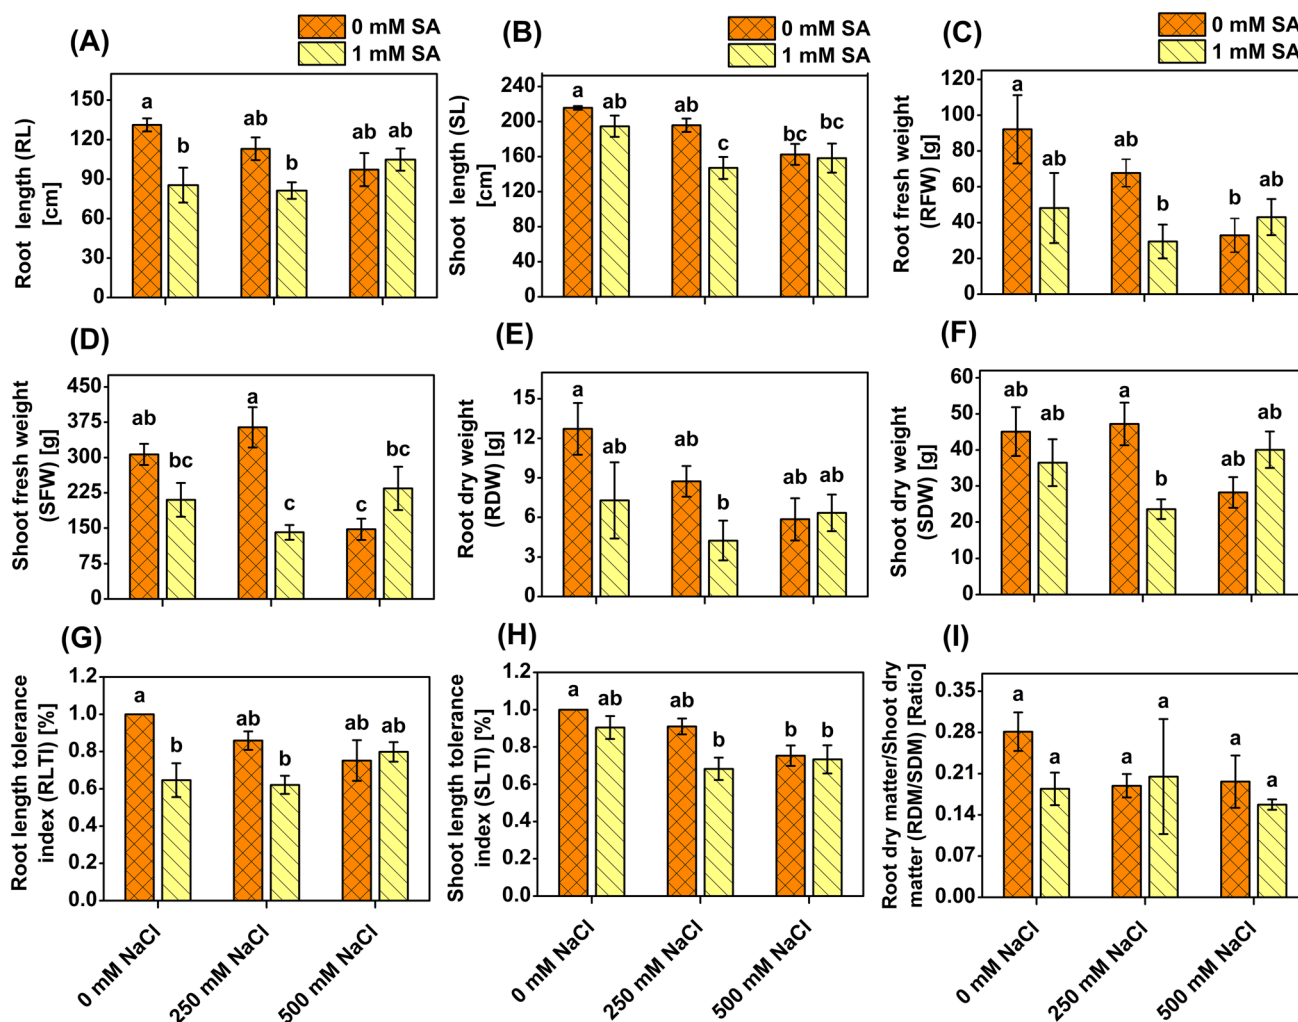 (A)
0 mM SA
1 mM SA
Root length (RL)
[cm]
150
120
90
60
30
0
a
b
ab
b
ab
ab
(B)
0 mM SA
1 mM SA
Shoot length (SL)
[cm]
240
200
160
120
80
40
0
a
ab
ab
c
bc
bc
(C)
0 mM SA
1 mM SA
Root fresh weight
(RFW) [g]
120
100
80
60
40
20
0
a
ab
ab
b
b
ab
(D)
Shoot fresh weight
(SFW) [g]
450
375
300
225
150
75
0
ab
bc
a
c
c
bc
(E)
Root dry weight
(RDW) [g]
15
12
9
6
3
0
a
ab
ab
b
ab
ab
(F)
Shoot dry weight
(SDW) [g]
60
50
40
30
20
10
0
ab
ab
a
b
ab
ab
(G)
Root length tolerance
index (RLTI) [%]
1.2
1.0
0.8
0.6
0.4
0.2
0.0
a
b
ab
b
ab
ab
0 mM NaCl
250 mM NaCl
500 mM NaCl
(H)
Shoot length tolerance
index (SLTI) [%]
1.2
1.0
0.8
0.6
0.4
0.2
0.0
a
ab
ab
b
b
b
0 mM NaCl
250 mM NaCl
500 mM NaCl
(I)
Root dry matter/Shoot dry
matter (RDM/SDM) [Ratio]
0.35
0.28
0.21
0.14
0.07
0.00
a
a
a
a
a
a
0 mM NaCl
250 mM NaCl
500 mM NaCl